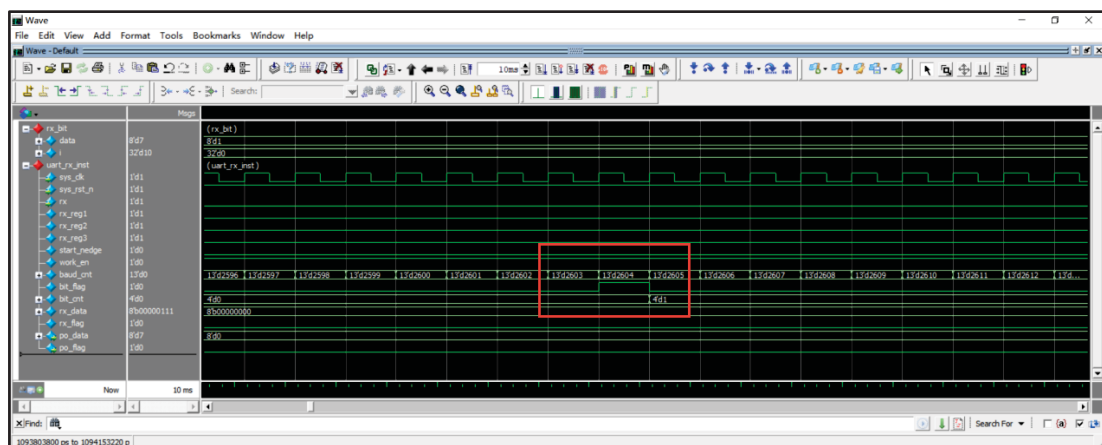 Wave
File Edit View Add Format Tools Bookmarks Window Help
Wave - Default
10ms
Search:
Msgs
rx_bit (rx_bit)
data 8'd7 8'd1
i 32'd10 32'd0
uart_rx_inst (uart_rx_inst)
sys_clk 1'd1
sys_rst_n 1'd1
rx 1'd1
rx_reg1 1'd1
rx_reg2 1'd1
rx_reg3 1'd1
start_nedge 1'd0
work_en 1'd0
baud_cnt 13'd0 13'd2596 13'd2597 13'd2598 13'd2599 13'd2600 13'd2601 13'd2602 13'd2603 13'd2604 13'd2605 13'd2606 13'd2607 13'd2608 13'd2609 13'd2610 13'd2611 13'd2612 13'd...
bit_flag 1'd0
bit_cnt 4'd0 4'd0 4'd1
rx_data 8'b00000111 8'b00000000
rx_flag 1'd0
po_data 8'd7 8'd0
po_flag 1'd0
Now 10 ms
Find: Search For (a)
1093803800 ps to 1094153220 p